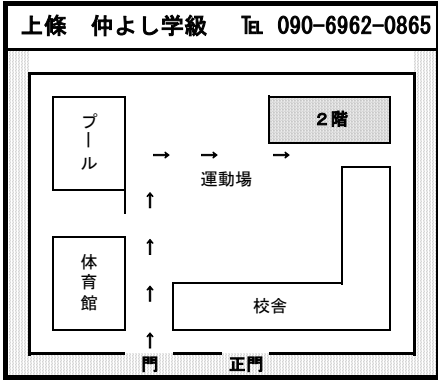 上條　仲よし学級　℡ 090-6962-0865
プール
２階
→ → →
運動場
↑
↑
体育館
↑
校舎
↑
門
正門